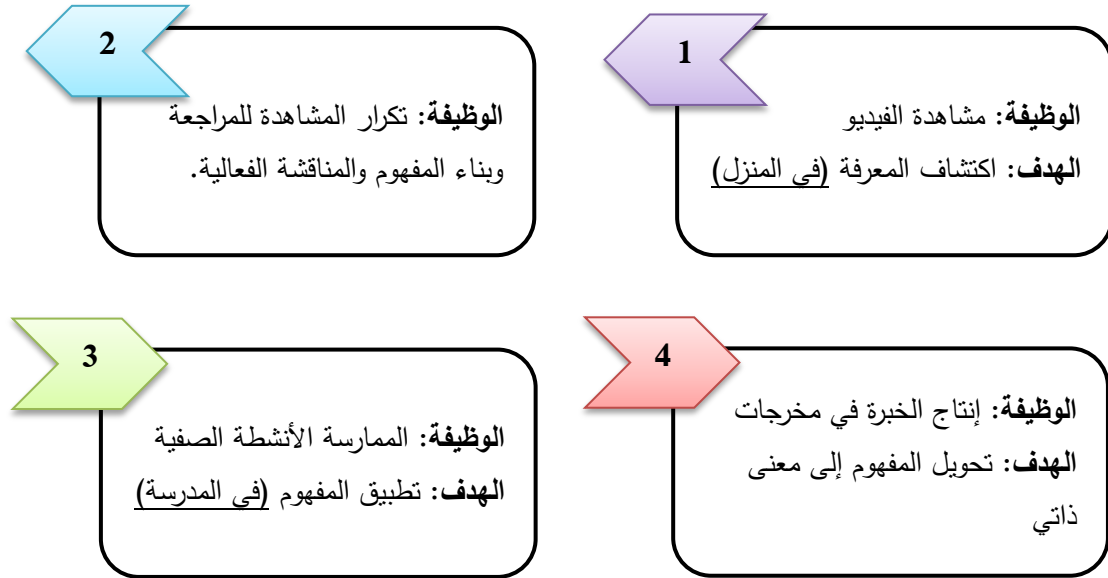 1
الوظيفة: مشاهدة الفيديو
الهدف: اكتشاف المعرفة (في المنزل)
2
الوظيفة: تكرار المشاهدة للمراجعة
وبناء المفهوم والمناقشة الفعالية.
3
الوظيفة: الممارسة الأنشطة الصفية
الهدف: تطبيق المفهوم (في المدرسة)
4
الوظيفة: إنتاج الخبرة في مخرجات
الهدف: تحويل المفهوم إلى معنى
ذاتي